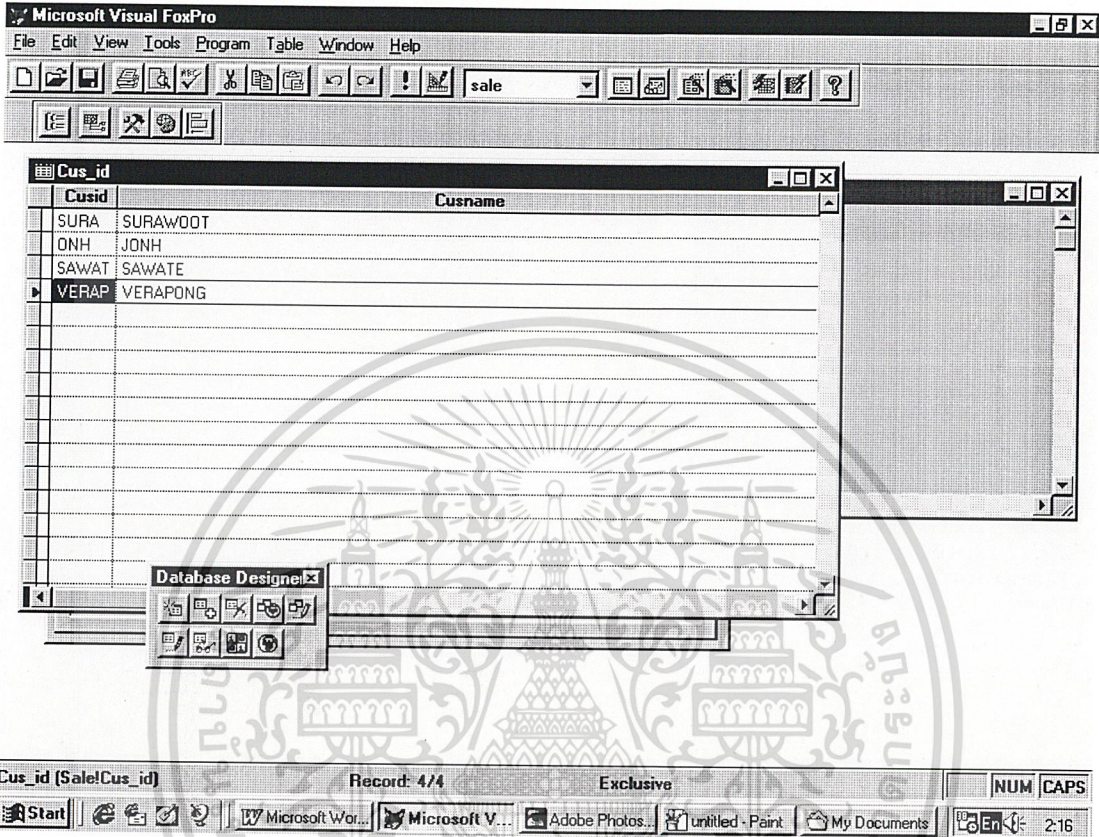 Microsoft Visual FoxPro
File Edit View Tools Program Table Window Help
sale
Cus_id
Cusid Cusname
SURA SURAWOOT
ONH JONH
SAWAT SAWATE
VERAP VERAPONG
Database Designer
Cus_id (Sale!Cus_id) Record: 4/4 Exclusive NUM CAPS
Start Microsoft Wor... Microsoft V... Adobe Photos... untitled - Paint My Documents En 2:16